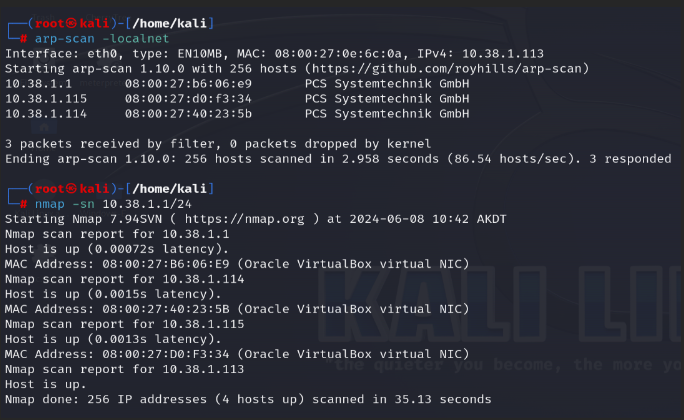 ┌──(root㉿kali)-[/home/kali]
└─# arp-scan -localnet
Interface: eth0, type: EN10MB, MAC: 08:00:27:0e:6c:0a, IPv4: 10.38.1.113
Starting arp-scan 1.10.0 with 256 hosts (https://github.com/royhills/arp-scan)
10.38.1.1       08:00:27:b6:06:e9       PCS Systemtechnik GmbH
10.38.1.115     08:00:27:d0:f3:34       PCS Systemtechnik GmbH
10.38.1.114     08:00:27:40:23:5b       PCS Systemtechnik GmbH
3 packets received by filter, 0 packets dropped by kernel
Ending arp-scan 1.10.0: 256 hosts scanned in 2.958 seconds (86.54 hosts/sec). 3 responded
┌──(root㉿kali)-[/home/kali]
└─# nmap -sn 10.38.1.1/24
Starting Nmap 7.94SVN ( https://nmap.org ) at 2024-06-08 10:42 AKDT
Nmap scan report for 10.38.1.1
Host is up (0.00072s latency).
MAC Address: 08:00:27:B6:06:E9 (Oracle VirtualBox virtual NIC)
Nmap scan report for 10.38.1.114
Host is up (0.0015s latency).
MAC Address: 08:00:27:40:23:5B (Oracle VirtualBox virtual NIC)
Nmap scan report for 10.38.1.115
Host is up (0.0013s latency).
MAC Address: 08:00:27:D0:F3:34 (Oracle VirtualBox virtual NIC)
Nmap scan report for 10.38.1.113
Host is up.
Nmap done: 256 IP addresses (4 hosts up) scanned in 35.13 seconds
KALI LI
"the quieter you become, the more yo